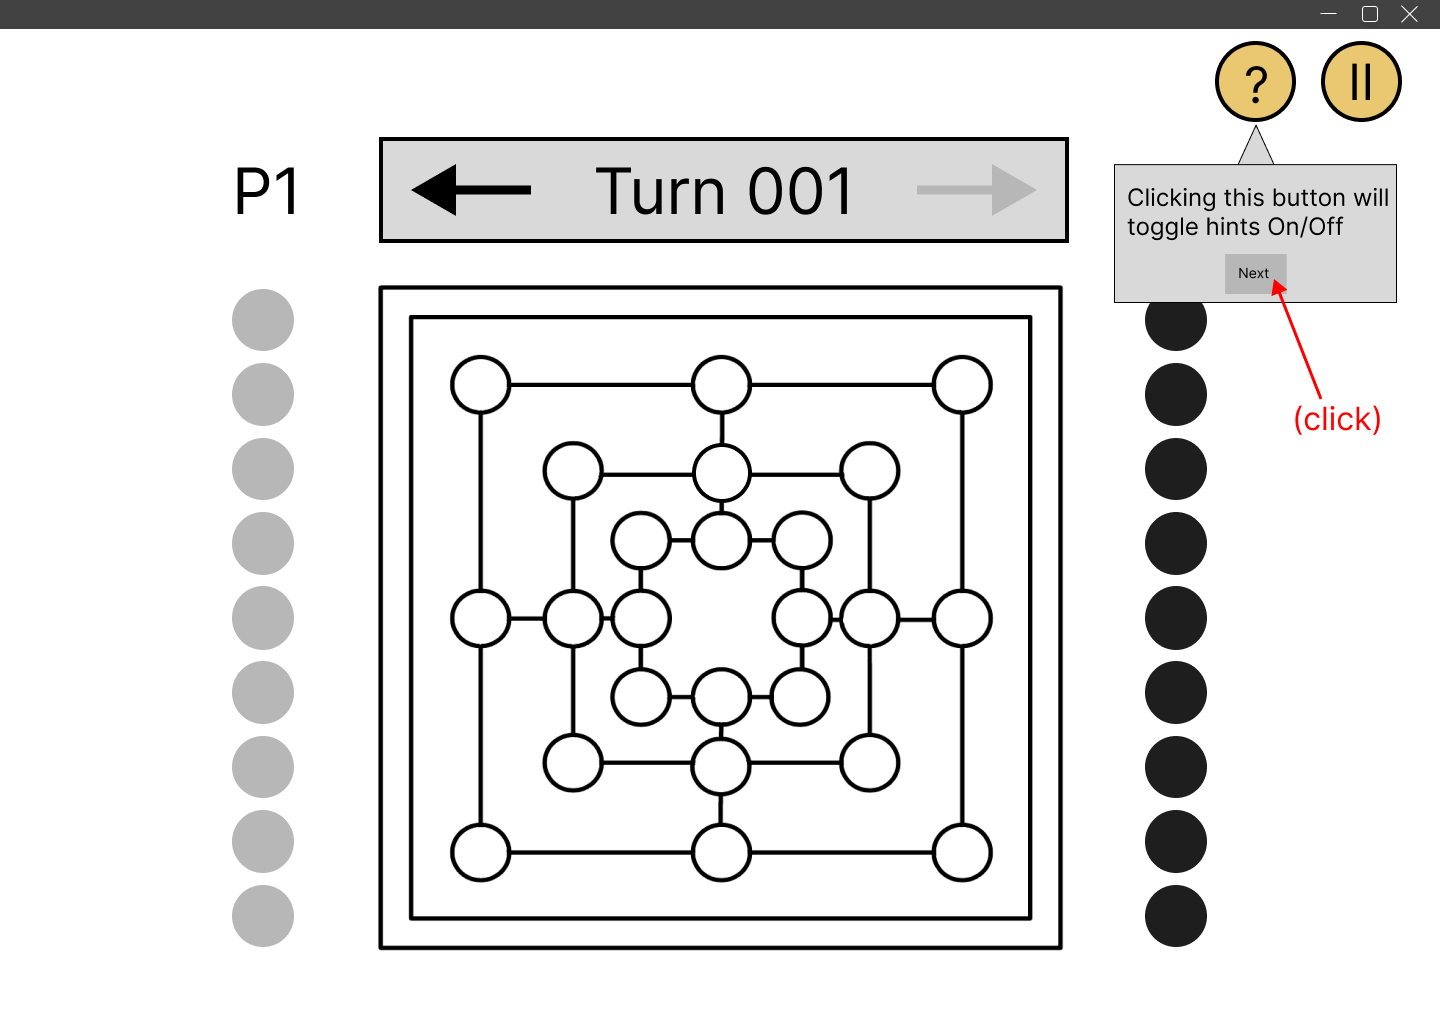 ?
P1
Turn 001
Clicking this button will
toggle hints On/Off
Next
(click)